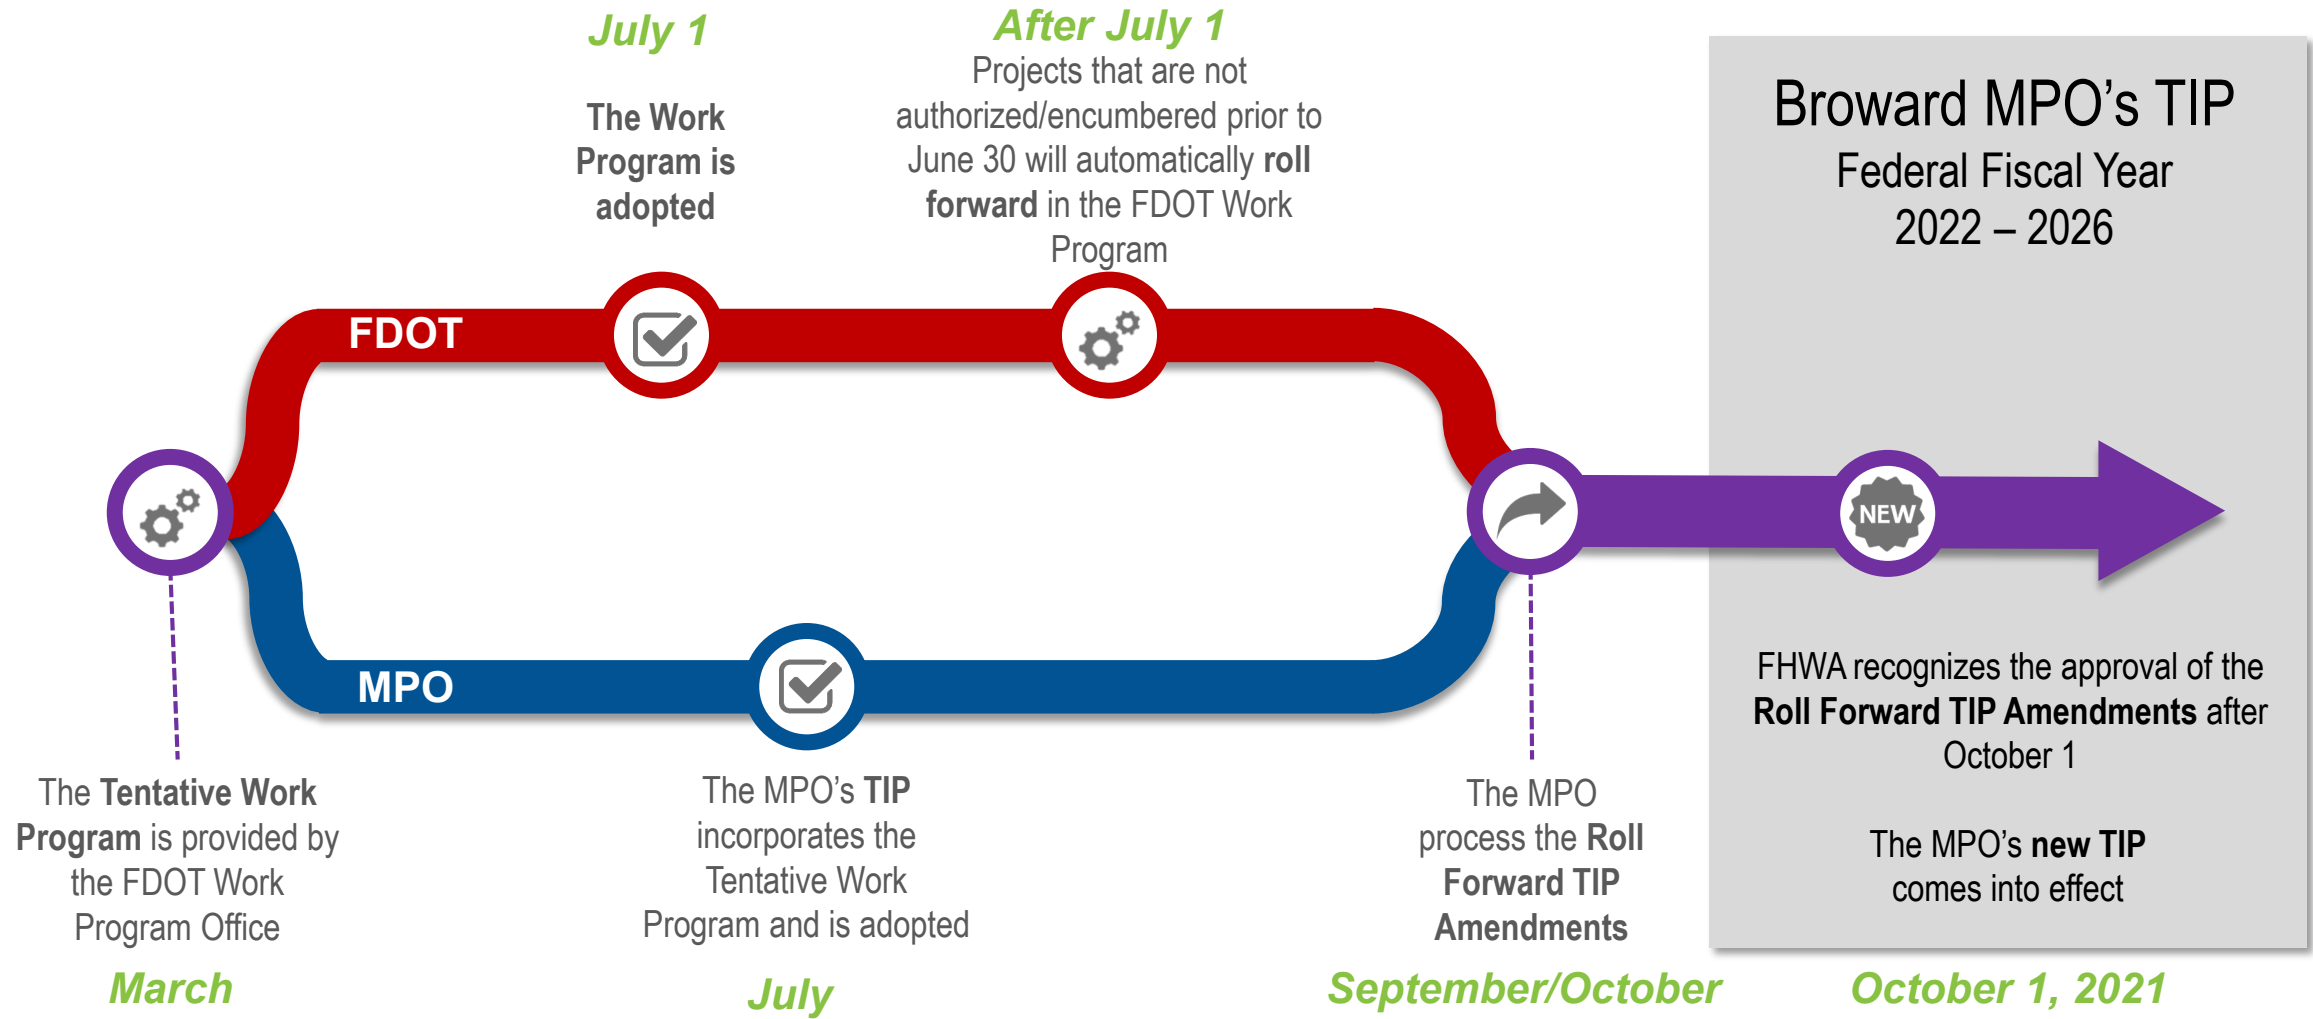 July 1
The Work
Program is
adopted
After July 1
Projects that are not
authorized/encumbered prior to
June 30 will automatically roll
forward in the FDOT Work
Program
Broward MPO’s TIP
Federal Fiscal Year
2022 – 2026
FDOT
MPO
NEW
The Tentative Work
Program is provided by
the FDOT Work
Program Office
March
The MPO’s TIP
incorporates the
Tentative Work
Program and is adopted
July
The MPO
process the Roll
Forward TIP
Amendments
September/October
FHWA recognizes the approval of the
Roll Forward TIP Amendments after
October 1
The MPO’s new TIP
comes into effect
October 1, 2021